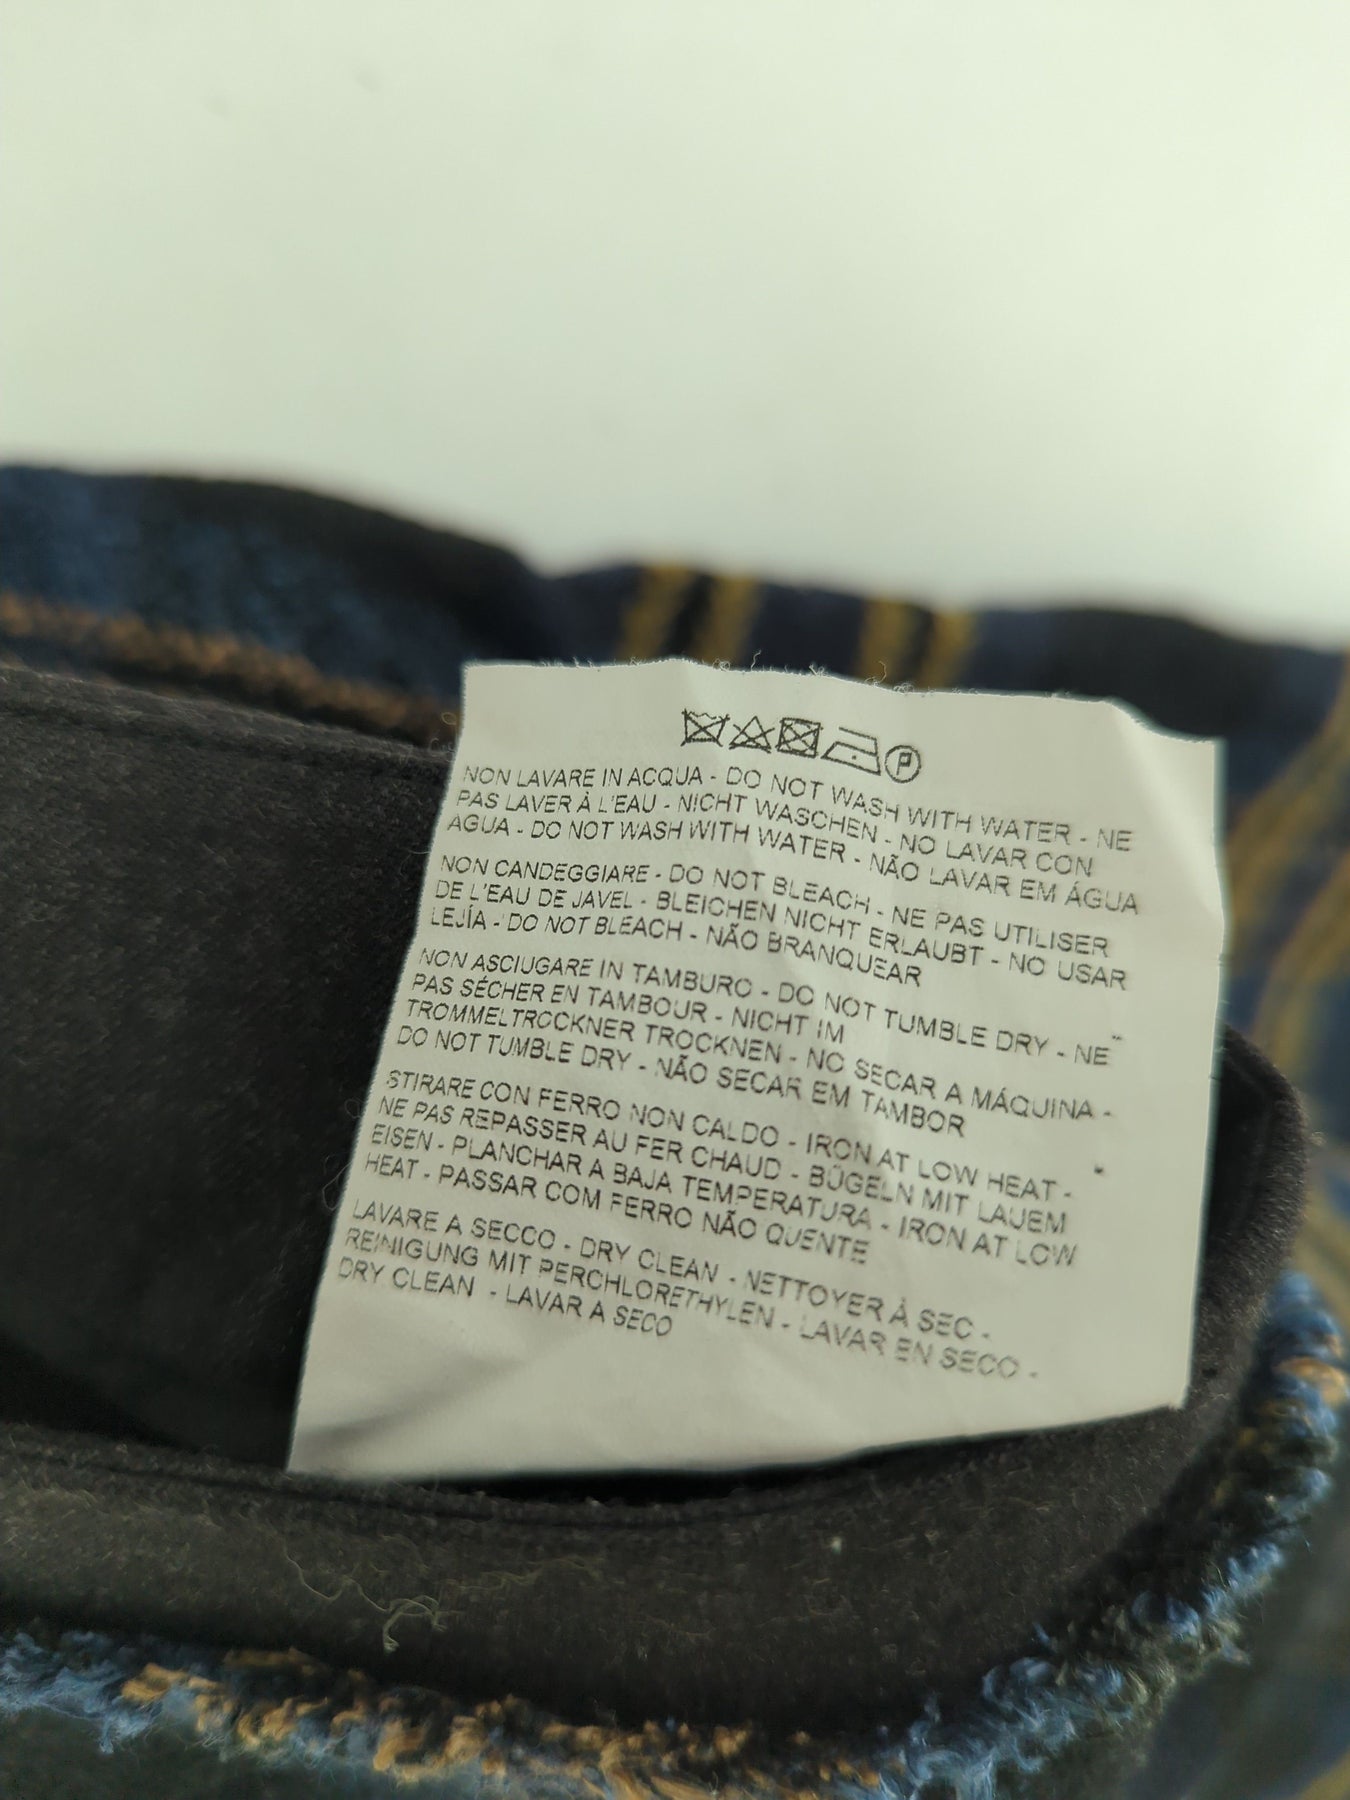 P
NON LAVARE IN ACQUA - DO NOT WASH WITH WATER - NE
PAS LAVER À L'EAU - NICHT WASCHEN - NO LAVAR CON
AGUA - DO NOT WASH WITH WATER - NÃO LAVAR EM ÁGUA
NON CANDEGGIARE - DO NOT BLEACH - NE PAS UTILISER
DE L'EAU DE JAVEL - BLEICHEN NICHT ERLAUBT - NO USAR
LEJÍA - DO NOT BLEACH - NÃO BRANQUEAR
NON ASCIUGARE IN TAMBURO - DO NOT TUMBLE DRY - NE
PAS SÉCHER EN TAMBOUR - NICHT IM
TROMMELTROCKNER TROCKNEN - NO SECAR A MÁQUINA -
DO NOT TUMBLE DRY - NÃO SECAR EM TAMBOR
STIRARE CON FERRO NON CALDO - IRON AT LOW HEAT -
NE PAS REPASSER AU FER CHAUD - BÜGELN MIT LAUEM
EISEN - PLANCHAR A BAJA TEMPERATURA - IRON AT LOW
HEAT - PASSAR COM FERRO NÃO QUENTE
LAVARE A SECCO - DRY CLEAN - NETTOYER À SEC -
REINIGUNG MIT PERCHLORETHYLEN - LAVAR EN SECO -
DRY CLEAN - LAVAR A SECO